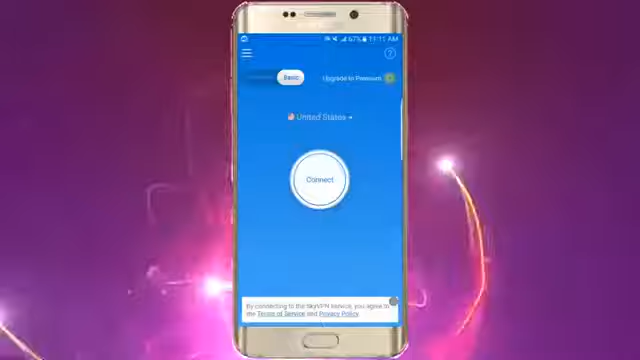 67% 11:11 AM
Basic
Upgrade to Premium
United States
Connect
By connecting to the SkyVPN service, you agree to
the Terms of Service and Privacy Policy.